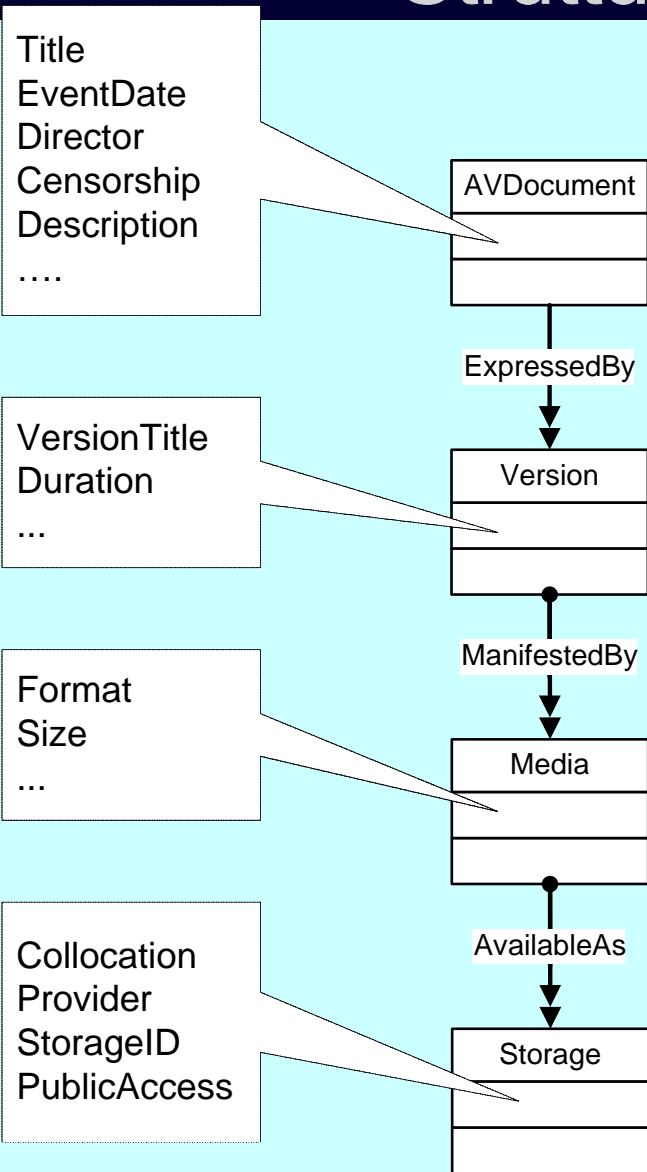 Title
EventDate
Director
Censorship
Description
….
AVDocument
ExpressedBy
VersionTitle
Duration
...
Version
ManifestedBy
Format
Size
...
Media
AvailableAs
Collocation
Provider
StorageID
PublicAccess
Storage